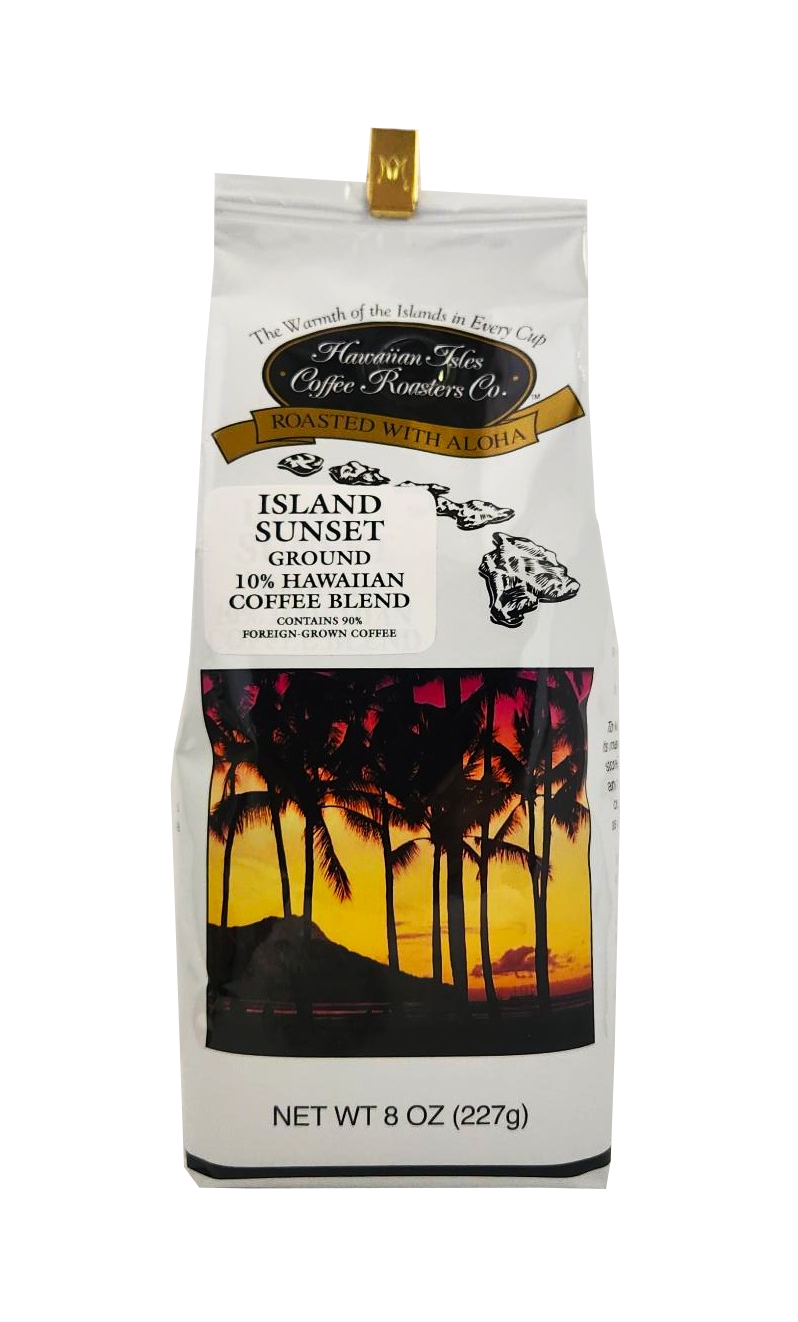 The Warmth of the Islands in Every Cup
Hawaiian Isles
Coffee Roasters Co.
TM
ROASTED WITH ALOHA
ISLAND
SUNSET
GROUND
10% HAWAIIAN
COFFEE BLEND
CONTAINS 90%
FOREIGN-GROWN COFFEE
NET WT 8 OZ (227g)